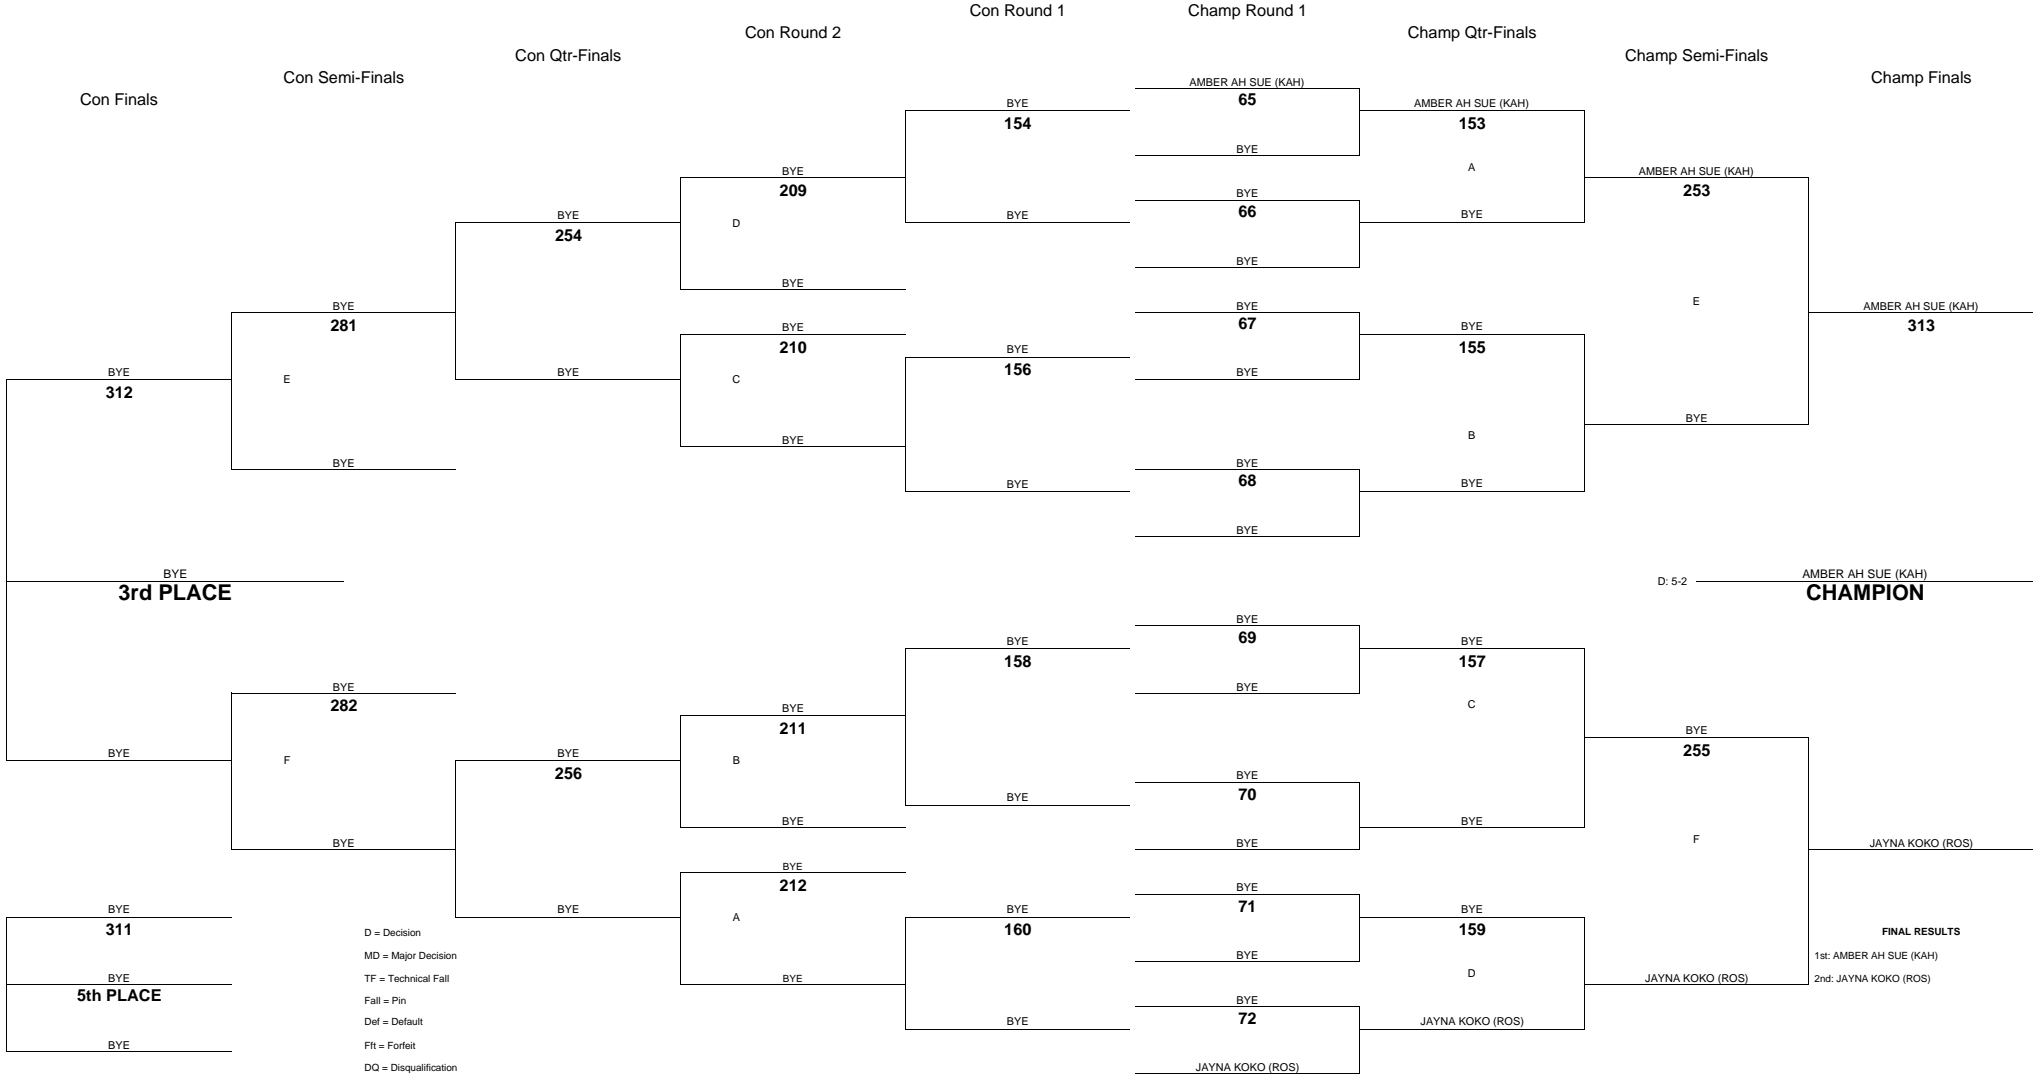 Con Round 1
Champ Round 1
Con Round 2
Champ Qtr-Finals
Con Qtr-Finals
Champ Semi-Finals
Con Semi-Finals
Champ Finals
Con Finals
AMBER AH SUE (KAH)
65
BYE
154
AMBER AH SUE (KAH)
153
BYE
A
BYE
209
AMBER AH SUE (KAH)
253
BYE
66
BYE
254
D
BYE
BYE
BYE
BYE
BYE
281
E
BYE
67
AMBER AH SUE (KAH)
313
BYE
210
BYE
155
BYE
156
BYE
312
E
BYE
C
BYE
BYE
B
BYE
BYE
BYE
68
BYE
BYE
BYE
BYE
3rd PLACE
D: 5-2
AMBER AH SUE (KAH)
CHAMPION
BYE
69
BYE
158
BYE
157
BYE
282
BYE
C
BYE
211
BYE
255
BYE
F
BYE
256
B
BYE
70
BYE
BYE
BYE
F
BYE
BYE
JAYNA KOKO (ROS)
BYE
212
BYE
71
BYE
311
BYE
A
BYE
160
BYE
159
D = Decision
FINAL RESULTS
MD = Major Decision
BYE
1st: AMBER AH SUE (KAH)
BYE
5th PLACE
TF = Technical Fall
BYE
D
JAYNA KOKO (ROS)
2nd: JAYNA KOKO (ROS)
Fall = Pin
BYE
72
Def = Default
BYE
JAYNA KOKO (ROS)
BYE
Fft = Forfeit
DQ = Disqualification
JAYNA KOKO (ROS)